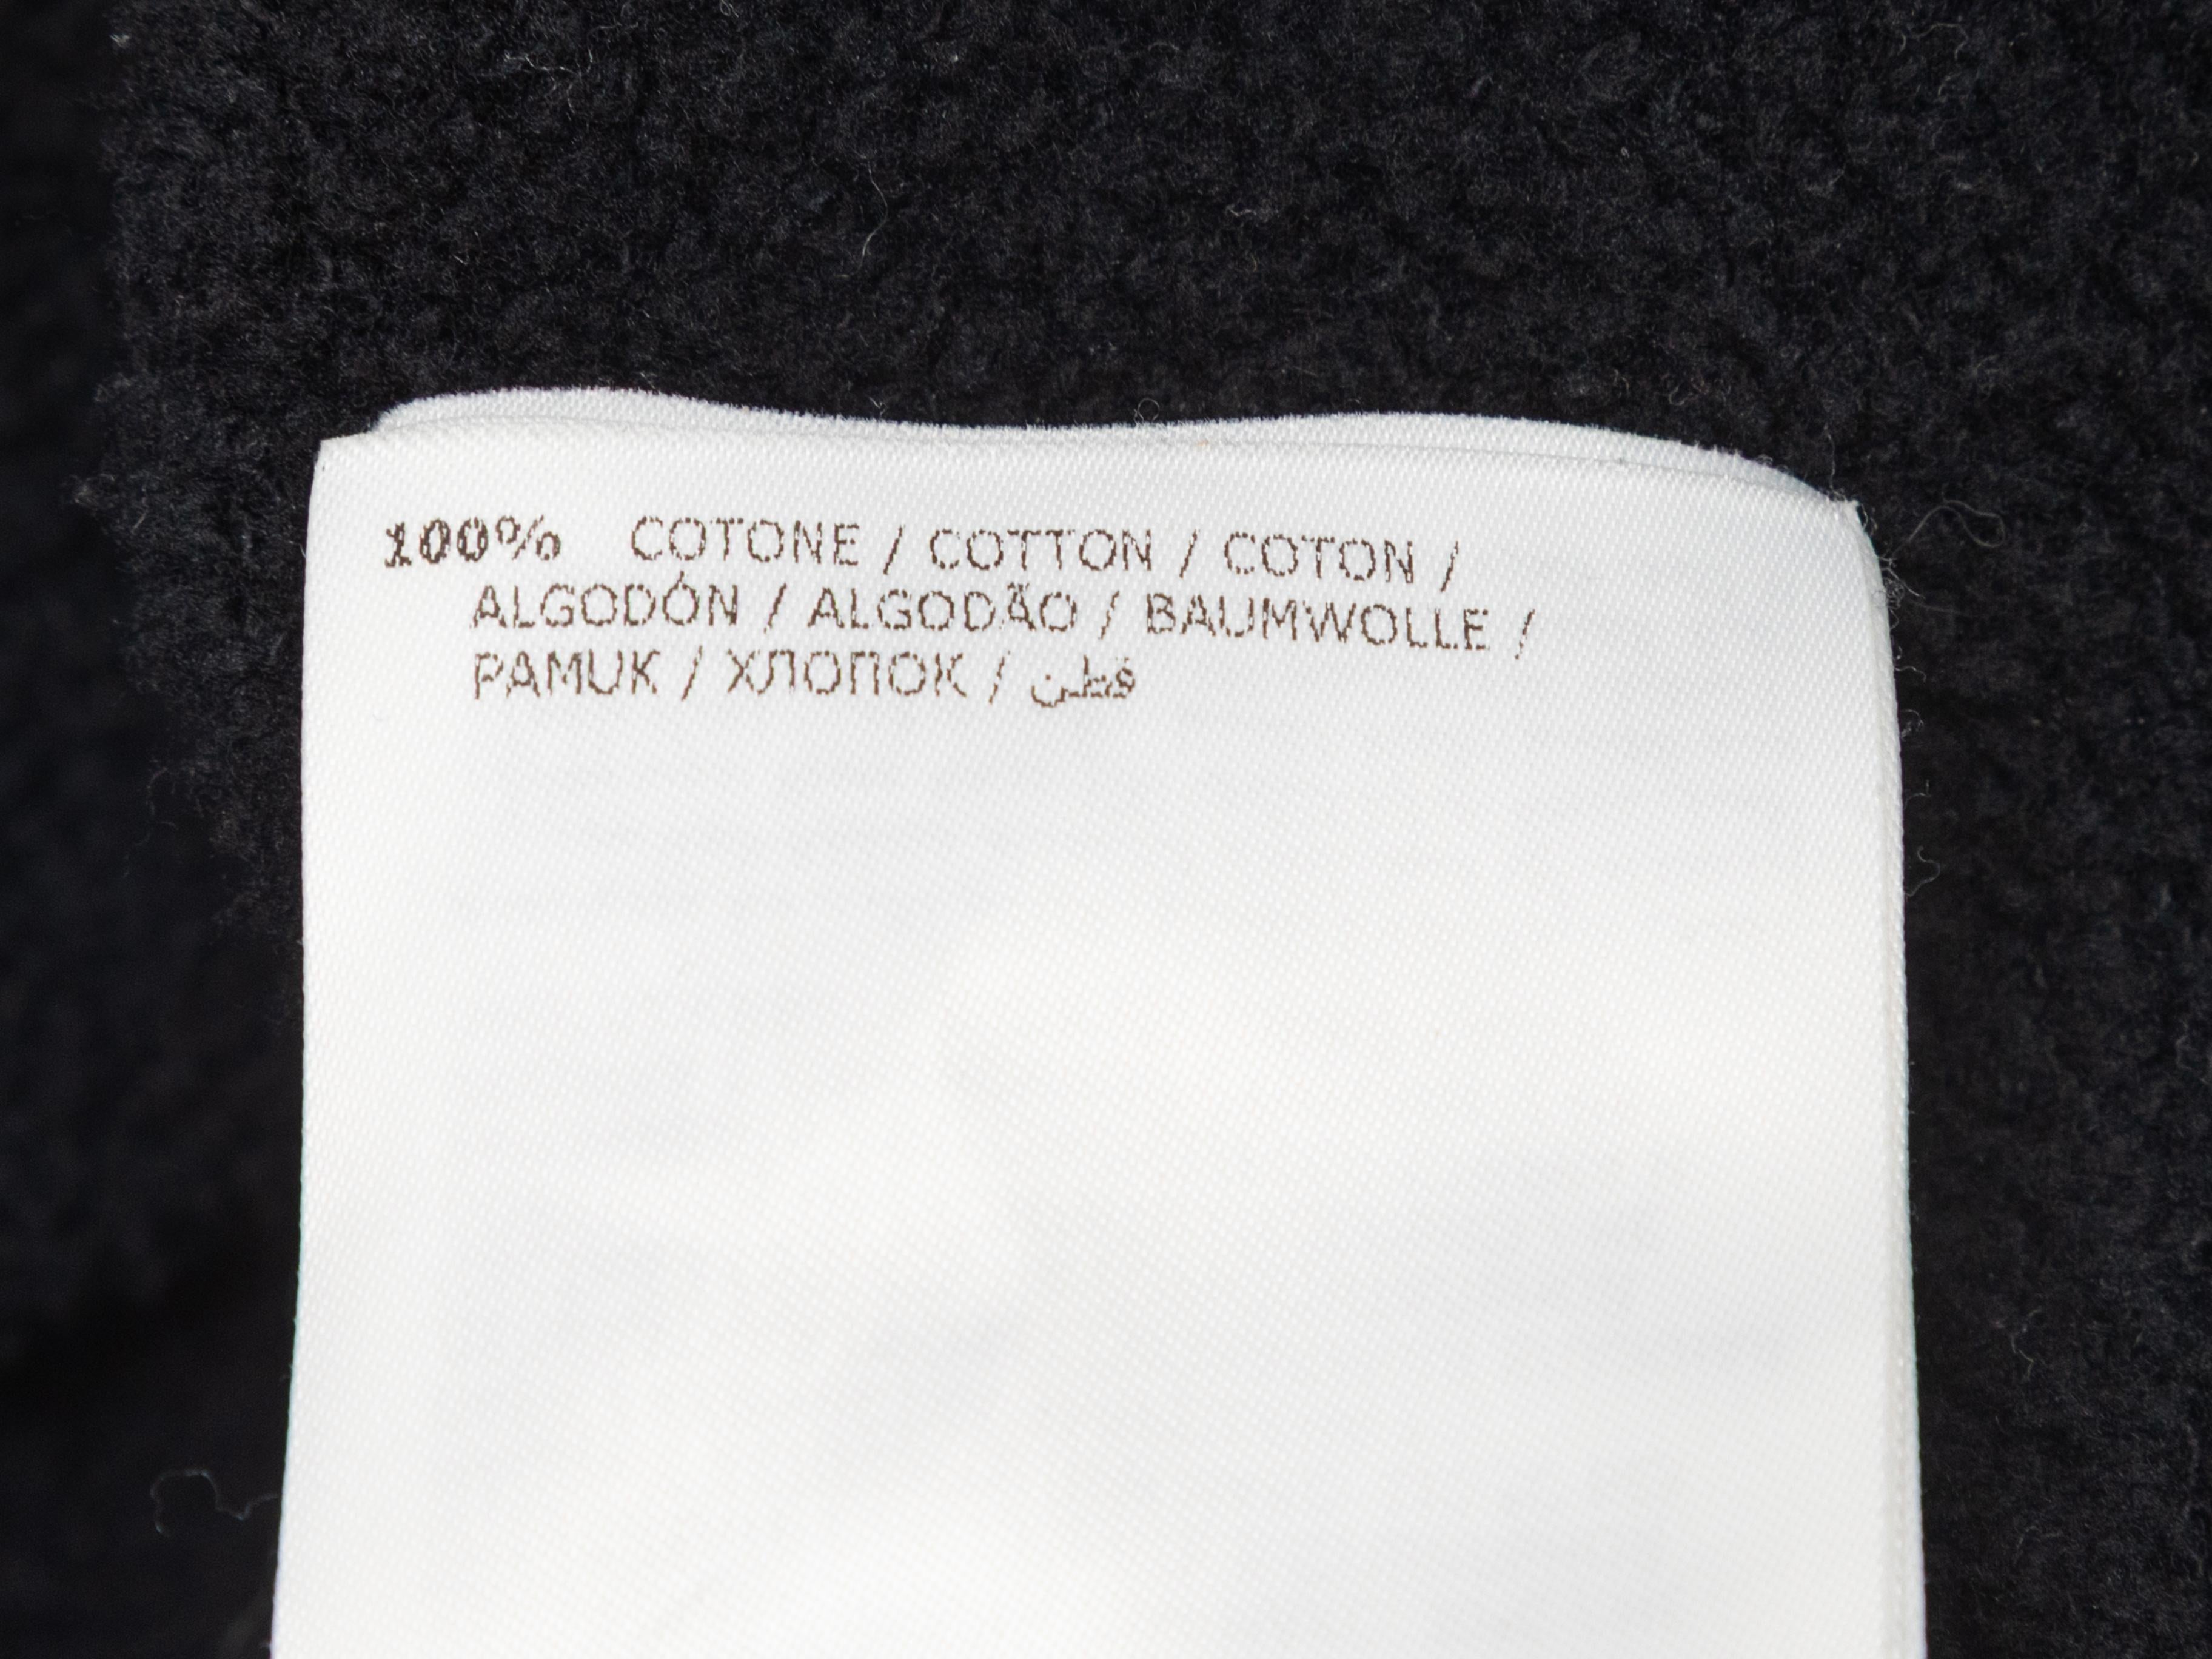 100% COTONE / COTTON / COTON /
ALGODÓN / ALGODÃO / BAUMWOLLE /
PAMUK / ХЛОПОК / قطن